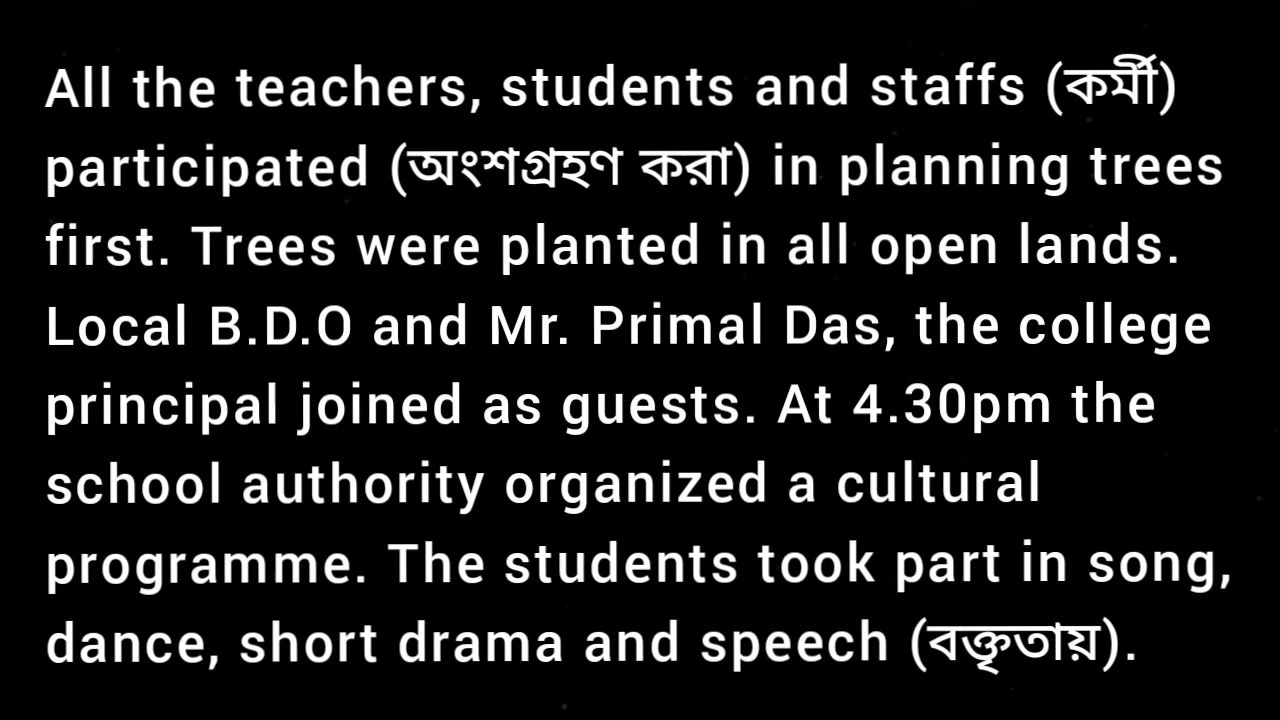 All the teachers, students and staffs (কর্মী)
participated (অংশগ্রহণ করা) in planning trees
first. Trees were planted in all open lands.
Local B.D.O and Mr. Primal Das, the college
principal joined as guests. At 4.30pm the
school authority organized a cultural
programme. The students took part in song,
dance, short drama and speech (বক্তৃতায়).